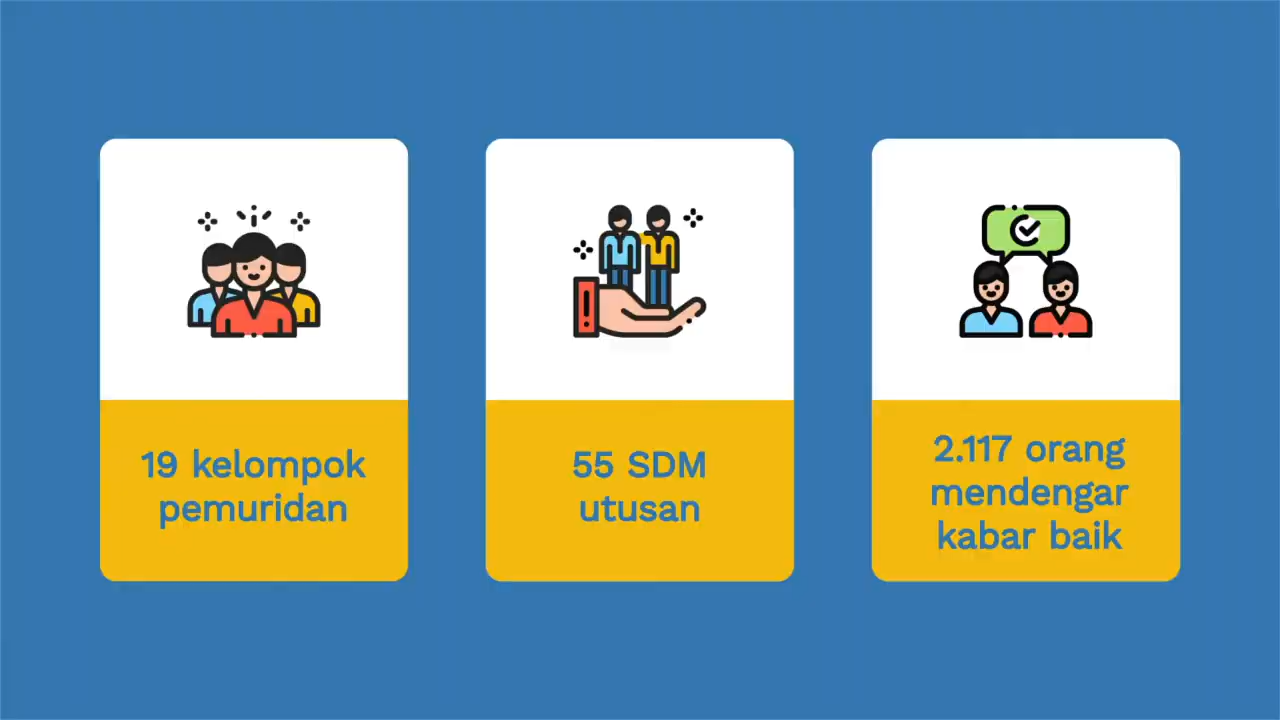 19 kelompok
pemuridan
55 SDM
utusan
2.117 orang
mendengar
kabar baik